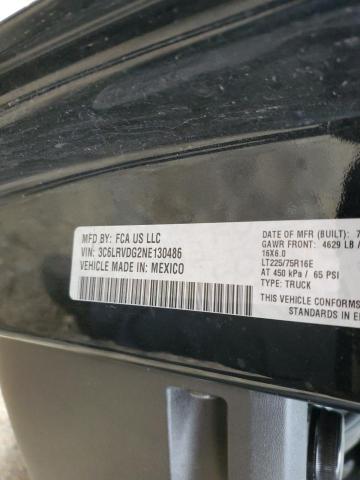 MFD BY: FCA US LLC
VIN: 3C6LRVDG2NE130486
VEHICLE MADE IN: MEXICO
DATE OF MFR (BUILT): 7
GAWR FRONT: 4629 LB /
16X6.0
LT225/75R16E
AT 450 kPa / 65 PSI
TYPE: TRUCK
THIS VEHICLE CONFORMS
STANDARDS IN E